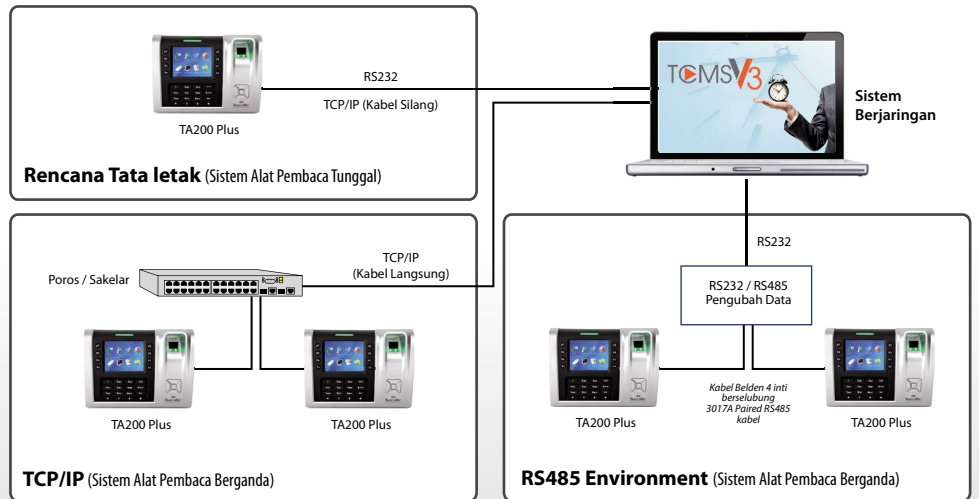 RS232
TCP/IP (Kabel Silang)
TA200 Plus
Rencana Tata letak (Sistem Alat Pembaca Tunggal)
TCMSV3
Sistem
Berjaringan
Poros / Sakelar
TCP/IP
(Kabel Langsung)
TA200 Plus
TA200 Plus
TCP/IP (Sistem Alat Pembaca Berganda)
RS232
RS232 / RS485
Pengubah Data
Kabel Belden 4 inti
berselubung
3017A Paired RS485
kabel
TA200 Plus
TA200 Plus
RS485 Environment (Sistem Alat Pembaca Berganda)